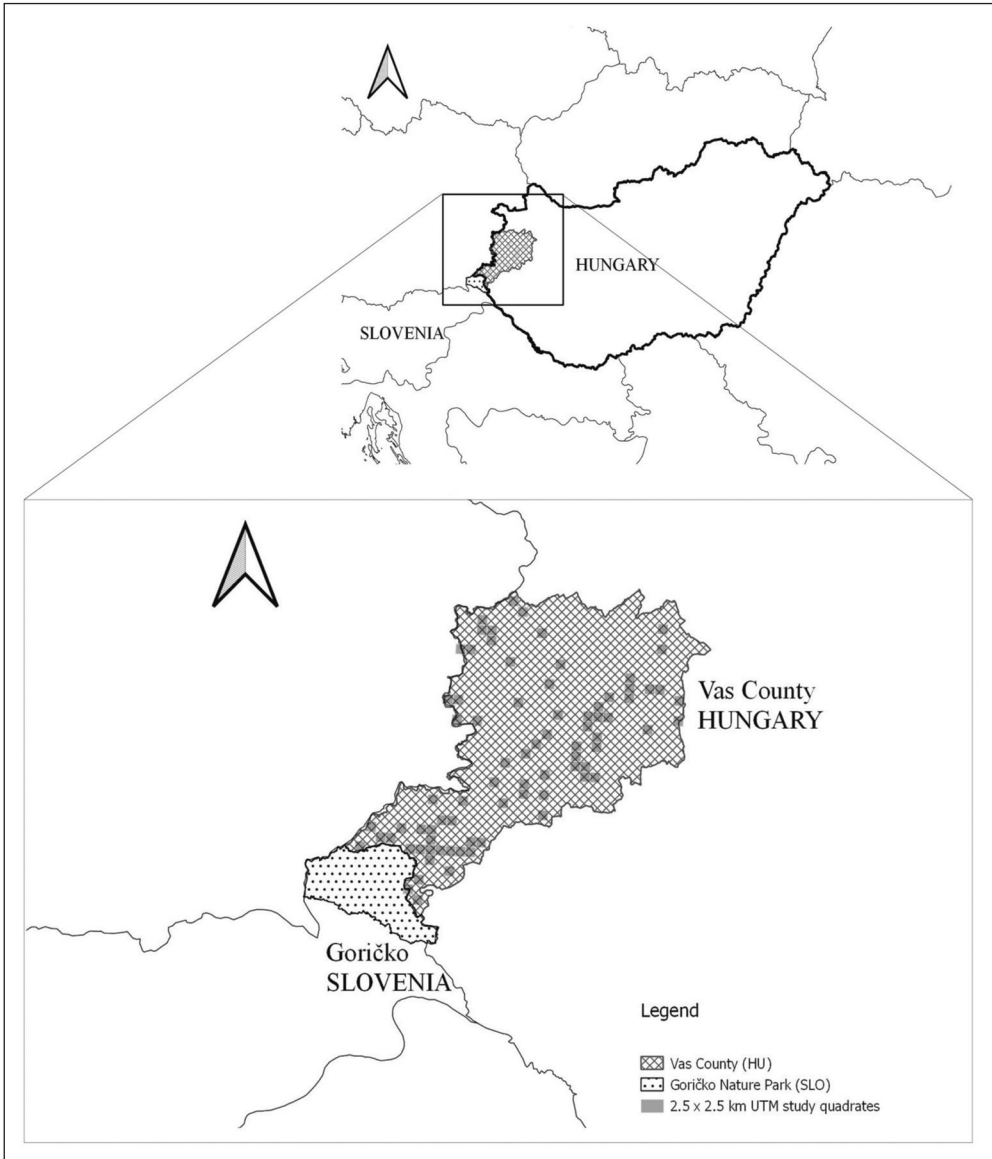 HUNGARY
SLOVENIA
Vas County
HUNGARY
Goričko
SLOVENIA
Legend
Vas County (HU)
Goričko Nature Park (SLO)
2.5 x 2.5 km UTM study quadrates